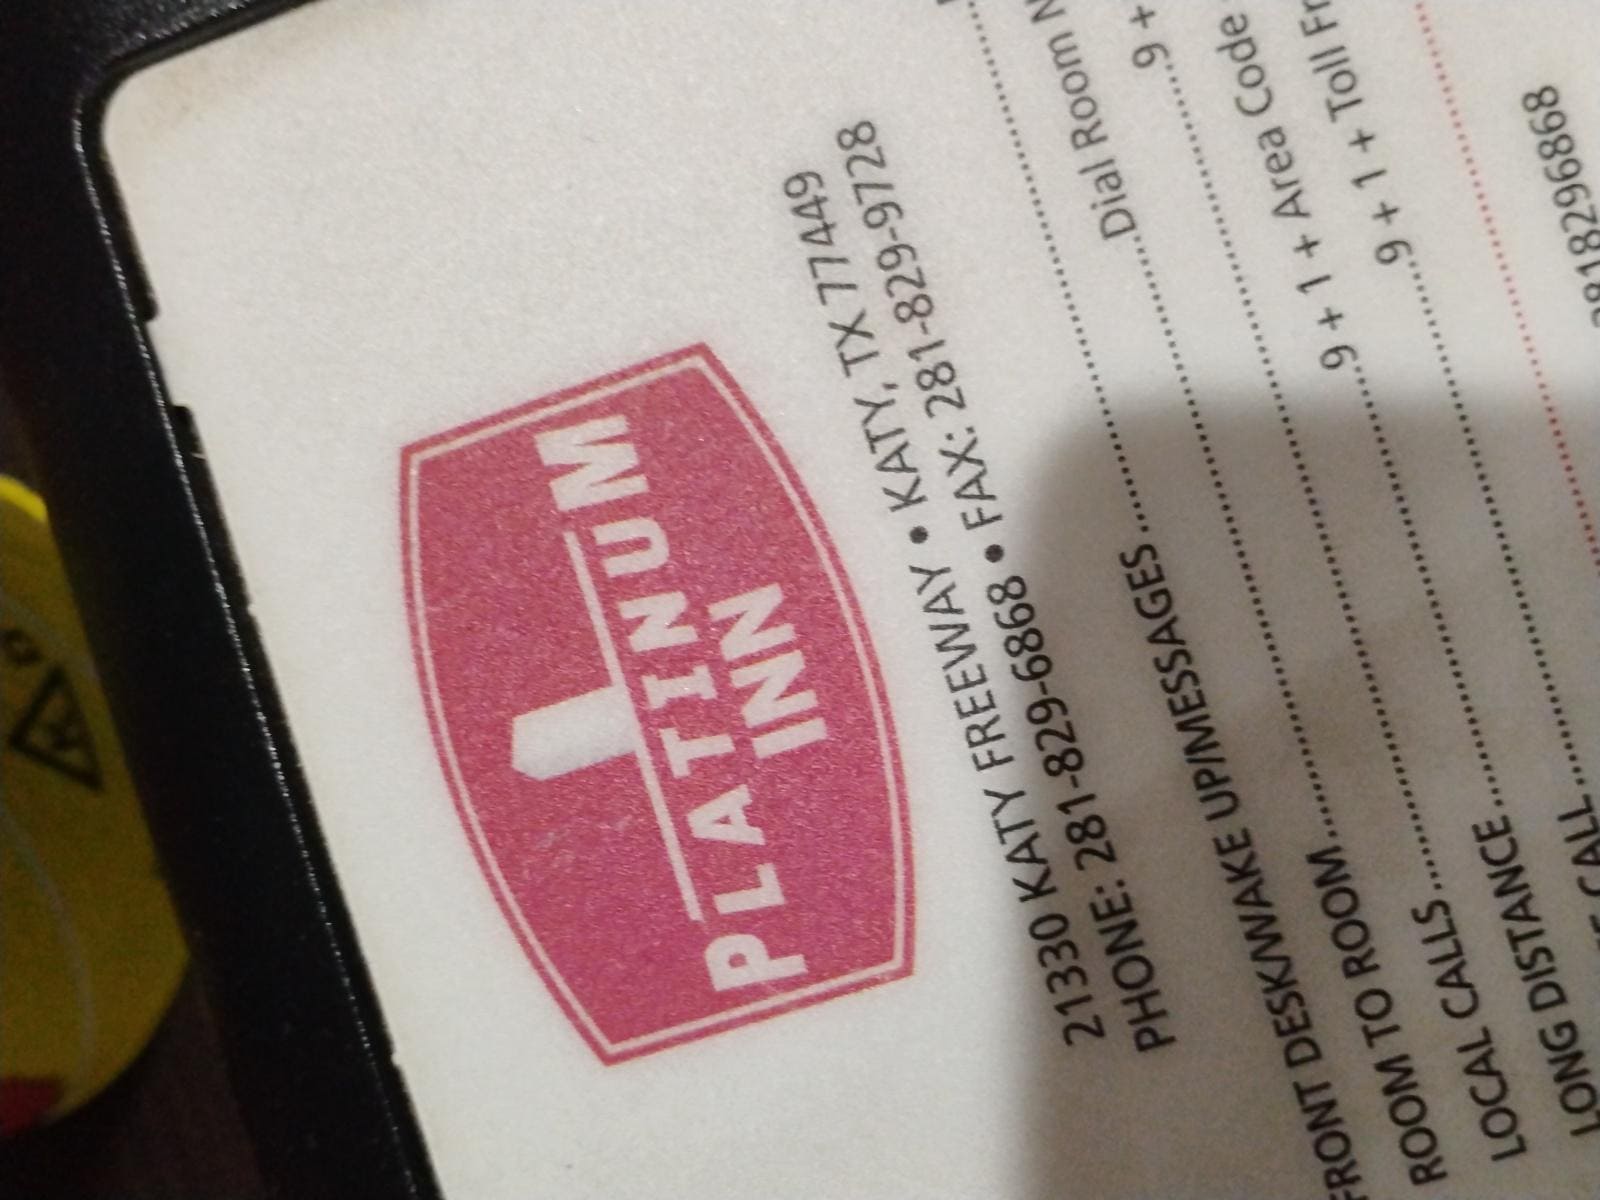 PLATINUM
INN
21330 KATY FREEWAY • KATY, TX 77449
PHONE: 281-829-6868 • FAX: 281-829-9728
FRONT DESK/WAKE UP/MESSAGES
ROOM TO ROOM Dial Room
LOCAL CALLS 9 +
LONG DISTANCE 9 + 1 + Area Code
CALL 9 + 1 + Toll
2818296868